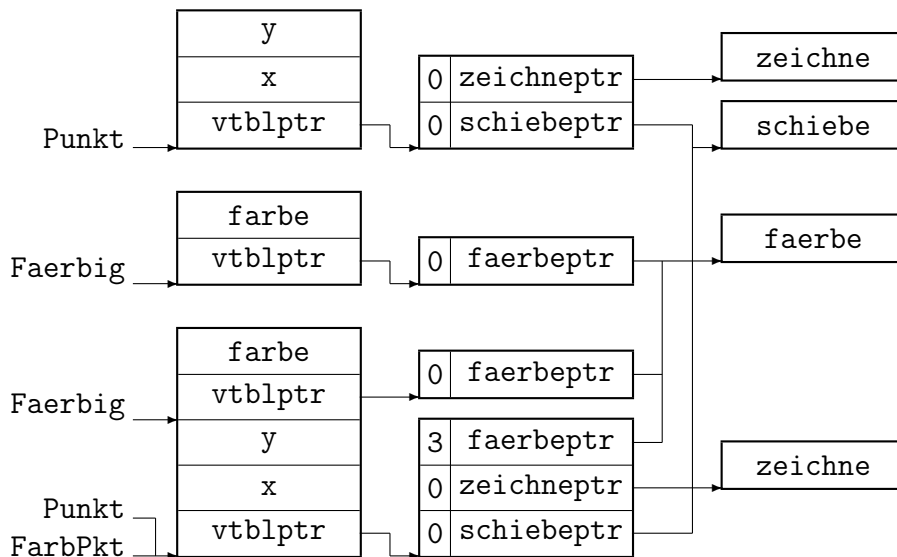 y
x
vtblptr
Punkt
0 zeichneptr
0 schiebeptr
zeichne
schiebe
farbe
vtblptr
Faerbig
0 faerbeptr
faerbe
farbe
vtblptr
Faerbig
y
x
Punkt
vtblptr
FarbPkt
0 faerbeptr
3 faerbeptr
0 zeichneptr
0 schiebeptr
zeichne